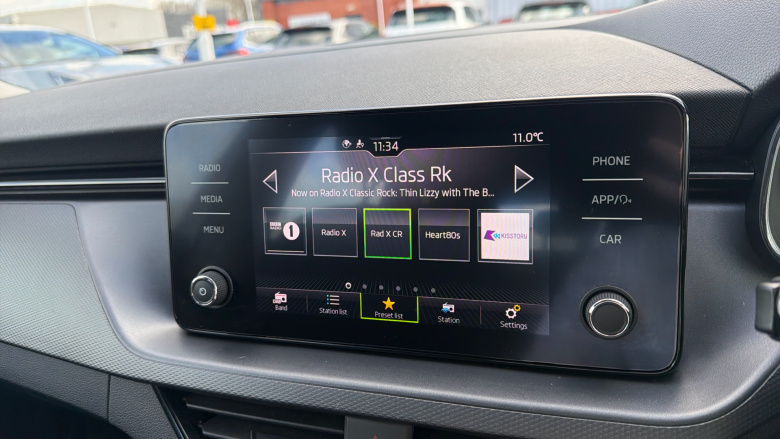 11:34
11.0°C
RADIO
MEDIA
MENU
Radio X Class Rk
Now on Radio X Classic Rock: Thin Lizzy with The B...
BBC
RADIO
1
Radio X
Rad X CR
Heart80s
KISSTORY
Band
Station list
Preset list
Station
Settings
PHONE
APP/
CAR